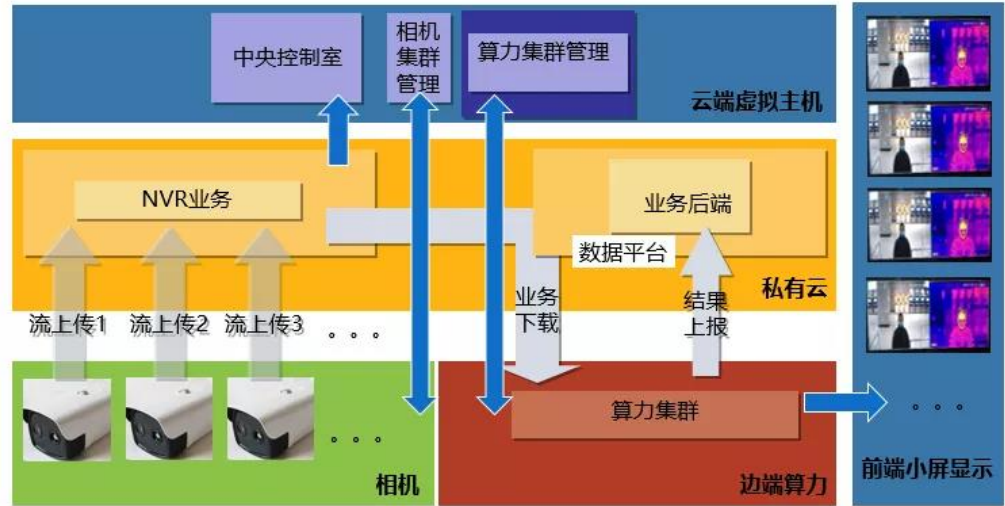 中央控制室
相机
集群
管理
算力集群管理
云端虚拟主机
NVR业务
业务后端
数据平台
私有云
业务
下载
结果
上报
流上传1
流上传2
流上传3
。。。
。。。
相机
算力集群
边端算力
。。。
前端小屏显示